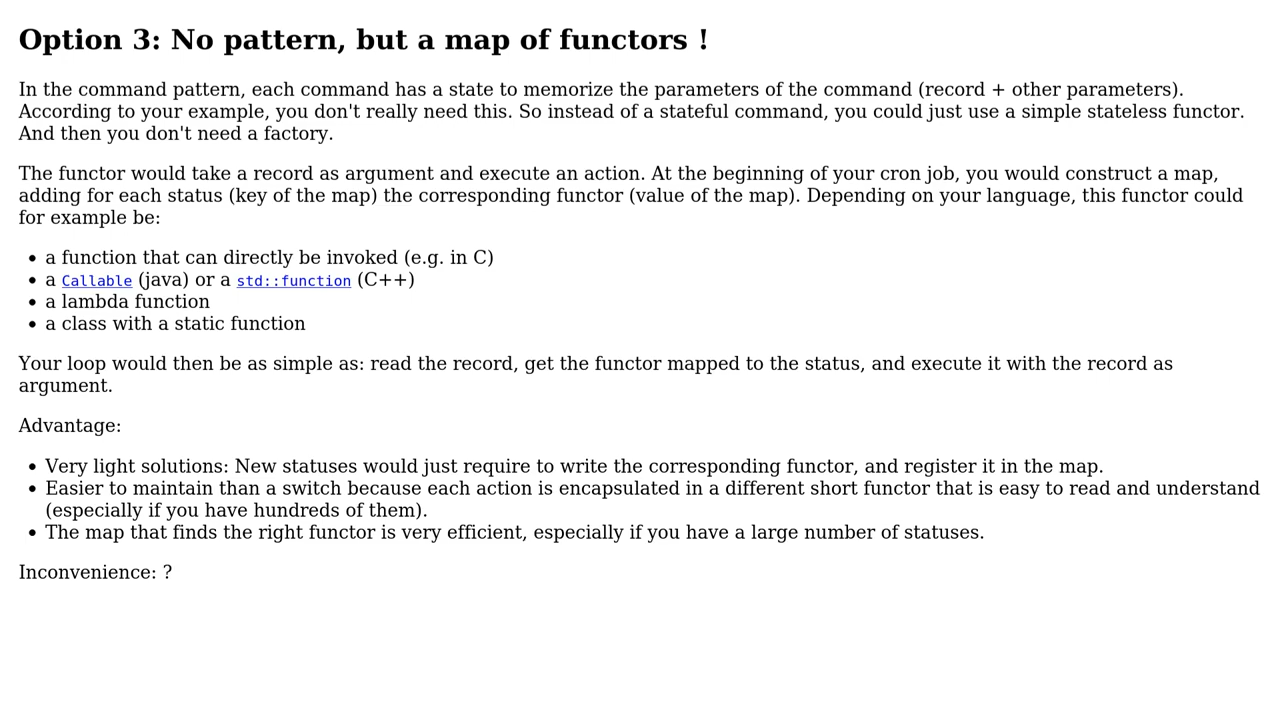 Option 3: No pattern, but a map of functors !
In the command pattern, each command has a state to memorize the parameters of the command (record + other parameters).
According to your example, you don't really need this. So instead of a stateful command, you could just use a simple stateless functor.
And then you don't need a factory.
The functor would take a record as argument and execute an action. At the beginning of your cron job, you would construct a map,
adding for each status (key of the map) the corresponding functor (value of the map). Depending on your language, this functor could
for example be:
• a function that can directly be invoked (e.g. in C)
• a Callable (java) or a std::function (C++)
• a lambda function
• a class with a static function
Your loop would then be as simple as: read the record, get the functor mapped to the status, and execute it with the record as
argument.
Advantage:
• Very light solutions: New statuses would just require to write the corresponding functor, and register it in the map.
• Easier to maintain than a switch because each action is encapsulated in a different short functor that is easy to read and understand
(especially if you have hundreds of them).
• The map that finds the right functor is very efficient, especially if you have a large number of statuses.
Inconvenience: ?